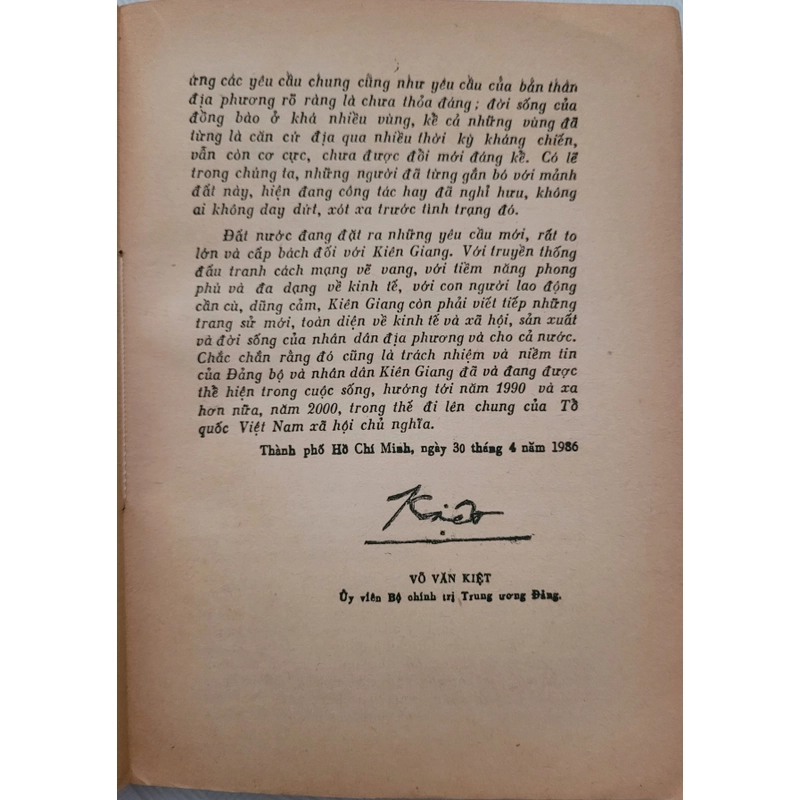 ứng các yêu cầu chung cũng như yêu cầu của bản thân
địa phương rõ ràng là chưa thỏa đáng; đời sống của
đồng bào ở khá nhiều vùng, kể cả những vùng đã
từng là căn cứ địa qua nhiều thời kỳ kháng chiến,
vẫn còn cơ cực, chưa được đổi mới đáng kể. Có lẽ
trong chúng ta, những người đã từng gắn bó với mảnh
đất này, hiện đang công tác hay đã nghỉ hưu, không
ai không day dứt, xót xa trước tình trạng đó.
Đất nước đang đặt ra những yêu cầu mới, rất to
lớn và cấp bách đối với Kiên Giang. Với truyền thống
đấu tranh cách mạng vẽ vang, với tiềm năng phong
phú và đa dạng về kinh tế, với con người lao động
cần cù, dũng cảm, Kiên Giang còn phải viết tiếp những
trang sử mới, toàn diện về kinh tế và xã hội, sản xuất
và đời sống của nhân dân địa phương và cho cả nước.
Chắc chắn rằng đó cũng là trách nhiệm và niềm tin
của Đảng bộ và nhân dân Kiên Giang đã và đang được
thể hiện trong cuộc sống, hướng tới năm 1990 và xa
hơn nữa, năm 2000, trong thế đi lên chung của Tổ
quốc Việt Nam xã hội chủ nghĩa.
Thành phố Hồ Chí Minh, ngày 30 tháng 4 năm 1986
Kiệt
VÕ VĂN KIỆT
Ủy viên Bộ chính trị Trung ương Đảng.